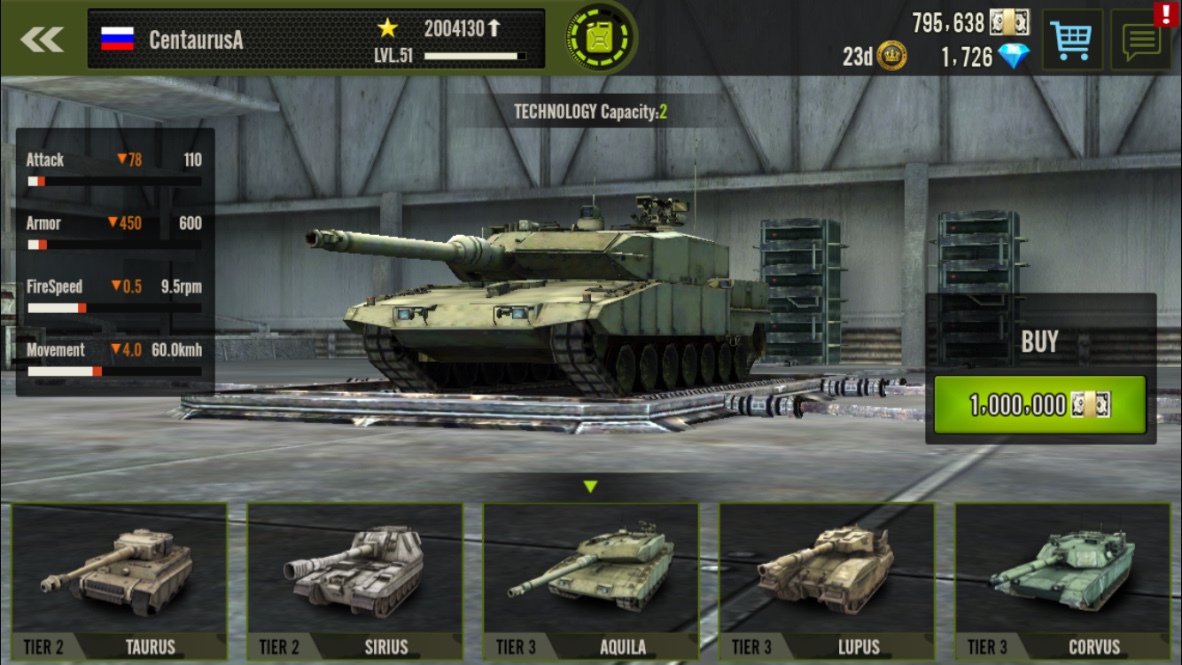 CentaurusA
2004130
LVL.51
795,638
23d
1,726
!
TECHNOLOGY Capacity:2
Attack ▼78 110
Armor ▼450 600
FireSpeed ▼0.5 9.5rpm
Movement ▼4.0 60.0kmh
BUY
1,000,000
TIER 2 TAURUS
TIER 2 SIRIUS
TIER 3 AQUILA
TIER 3 LUPUS
TIER 3 CORVUS